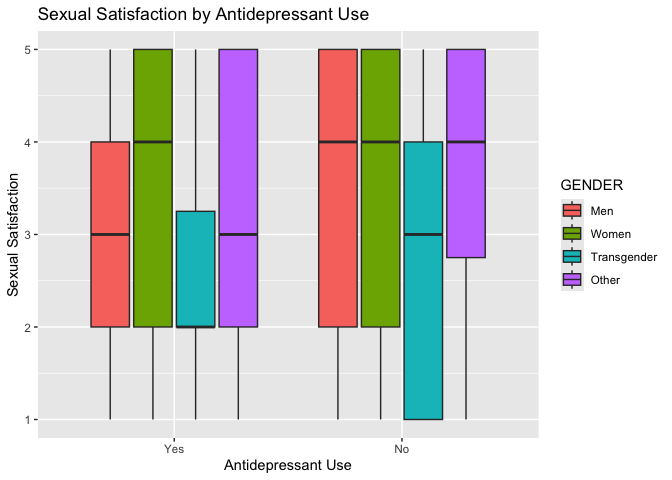 Sexual Satisfaction by Antidepressant Use
5
4
3
2
1
Sexual Satisfaction
Yes
No
Antidepressant Use
GENDER
Men
Women
Transgender
Other